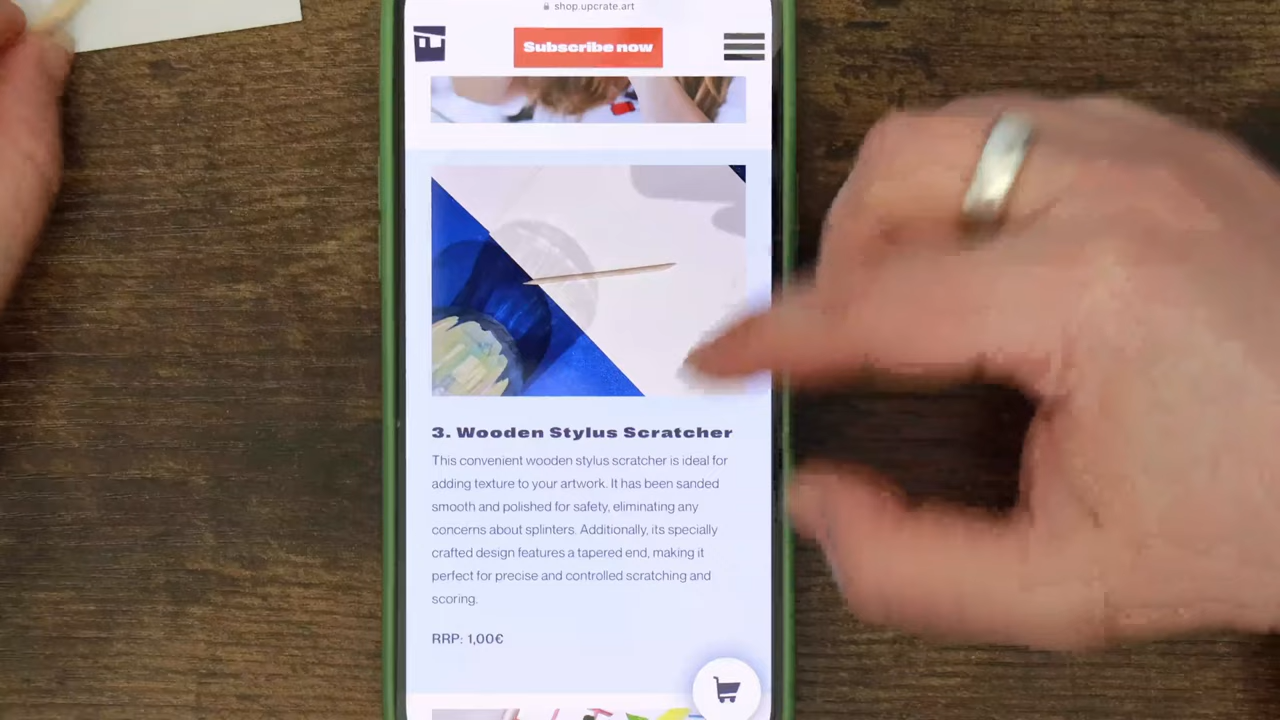 shop.upcrate.art
Subscribe now
3. Wooden Stylus Scratcher
This convenient wooden stylus scratcher is ideal for
adding texture to your artwork. It has been sanded
smooth and polished for safety, eliminating any
concerns about splinters. Additionally, its specially
crafted design features a tapered end, making it
perfect for precise and controlled scratching and
scoring.
RRP: 1,00€